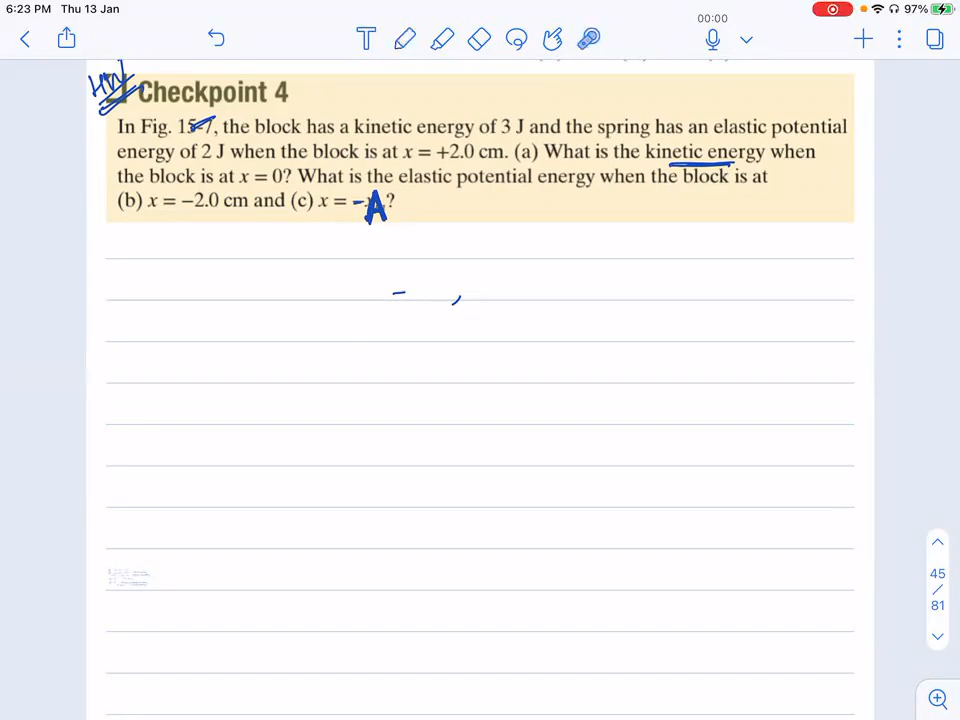 6:23 PM Thu 13 Jan
97%
00:00
T
HW
Checkpoint 4
In Fig. 15-7, the block has a kinetic energy of 3 J and the spring has an elastic potential
energy of 2 J when the block is at x = +2.0 cm. (a) What is the kinetic energy when
the block is at x = 0? What is the elastic potential energy when the block is at
(b) x = −2.0 cm and (c) x = -A?
45
/
81